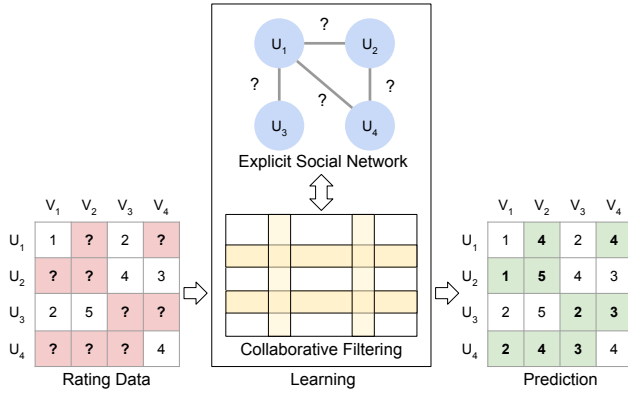 ?
U1 U2
? ? ?
U3 U4
Explicit Social Network
V1 V2 V3 V4
U1 1 ? 2 ?
U2 ? ? 4 3
U3 2 5 ? ?
U4 ? ? ? 4
Rating Data
Collaborative Filtering
Learning
V1 V2 V3 V4
U1 1 4 2 4
U2 1 5 4 3
U3 2 5 2 3
U4 2 4 3 4
Prediction